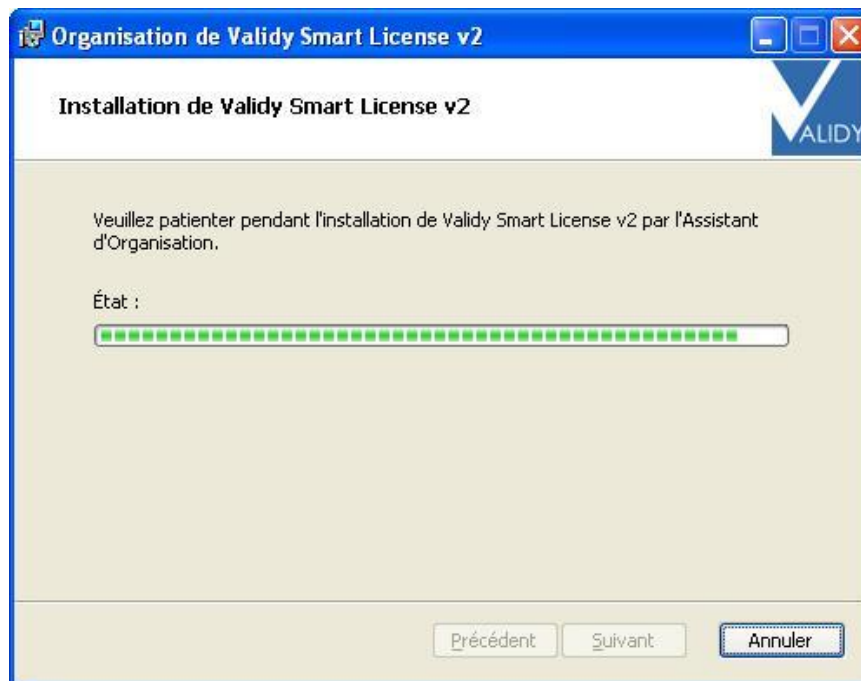 Organisation de Validy Smart License v2
Installation de Validy Smart License v2
VALIDY
Veuillez patienter pendant l'installation de Validy Smart License v2 par l'Assistant
d'Organisation.
État :
Précédent
Suivant
Annuler